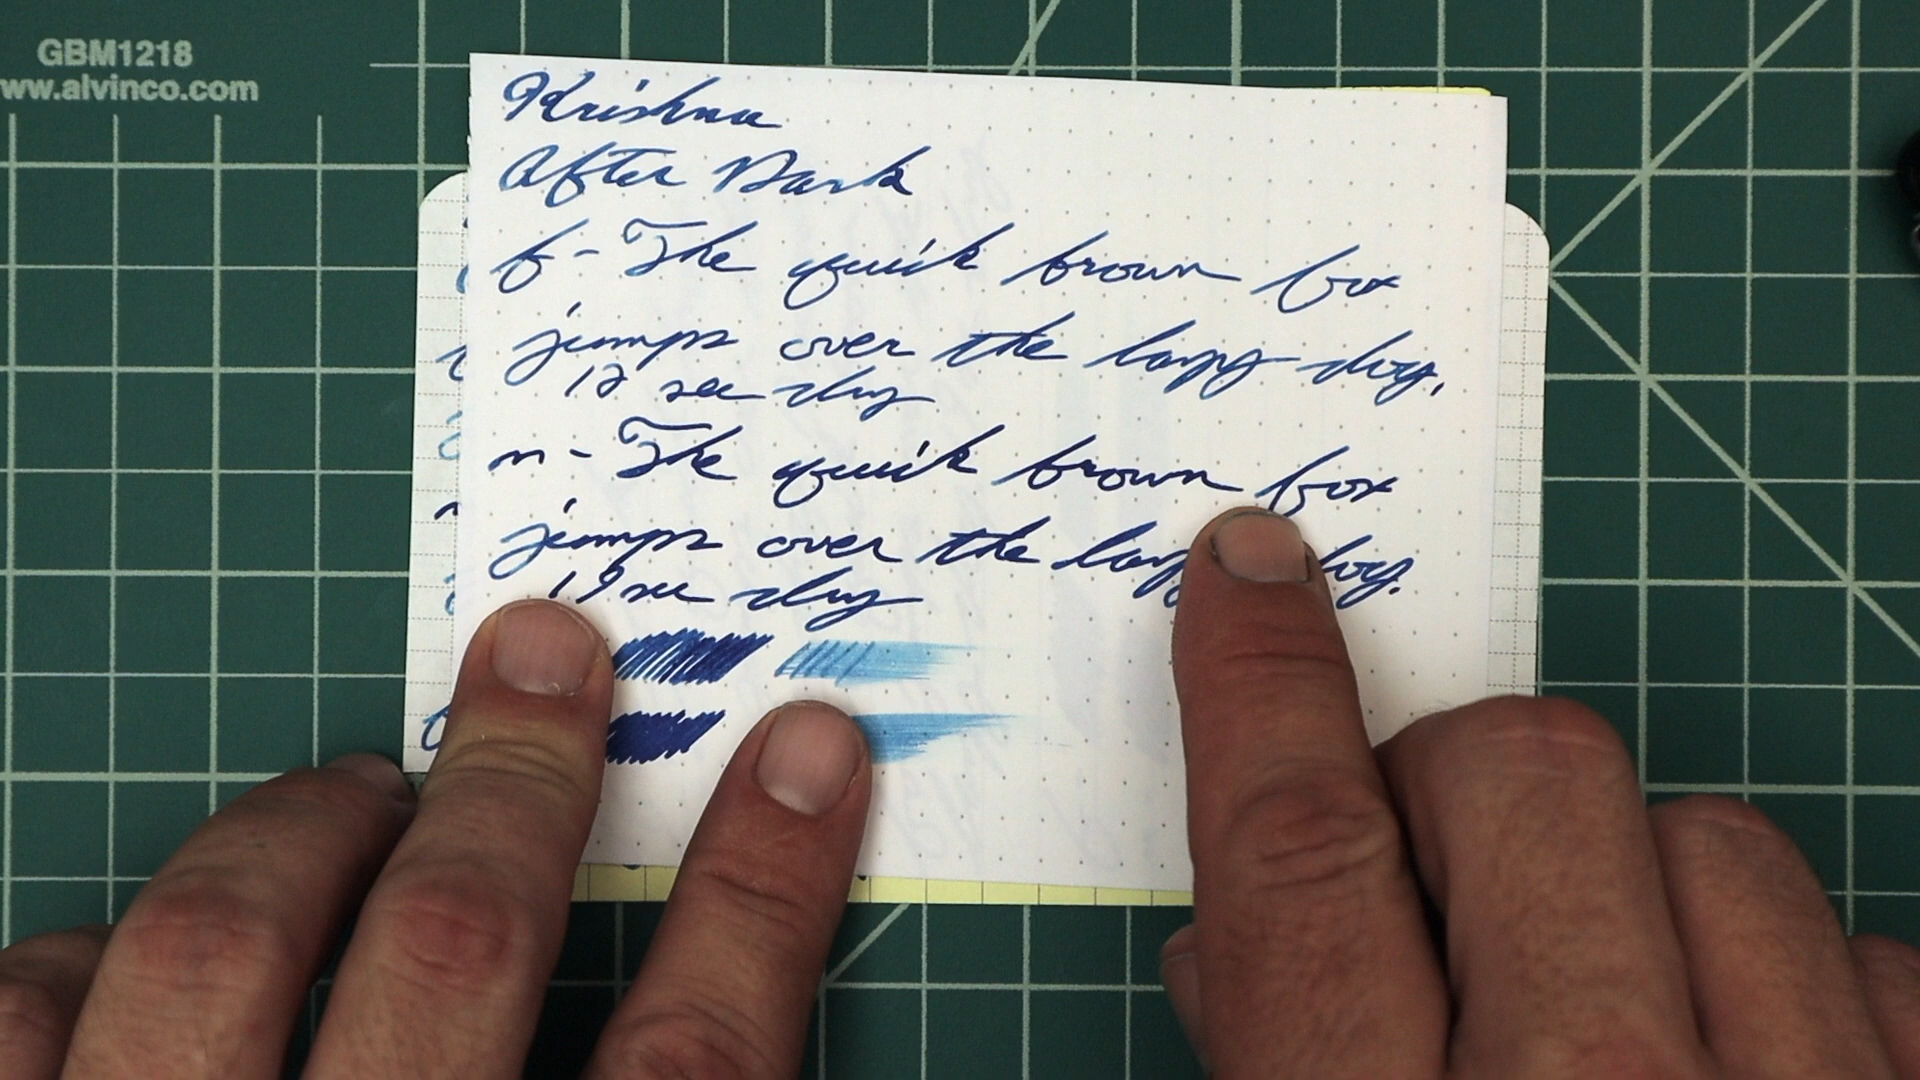 GBM1218
ww.alvinco.com
Krishna
After Dark
f - The quick brown fox
jumps over the lazy dog.
12 sec dry
m - The quick brown fox
jumps over the lazy dog.
19 sec dry